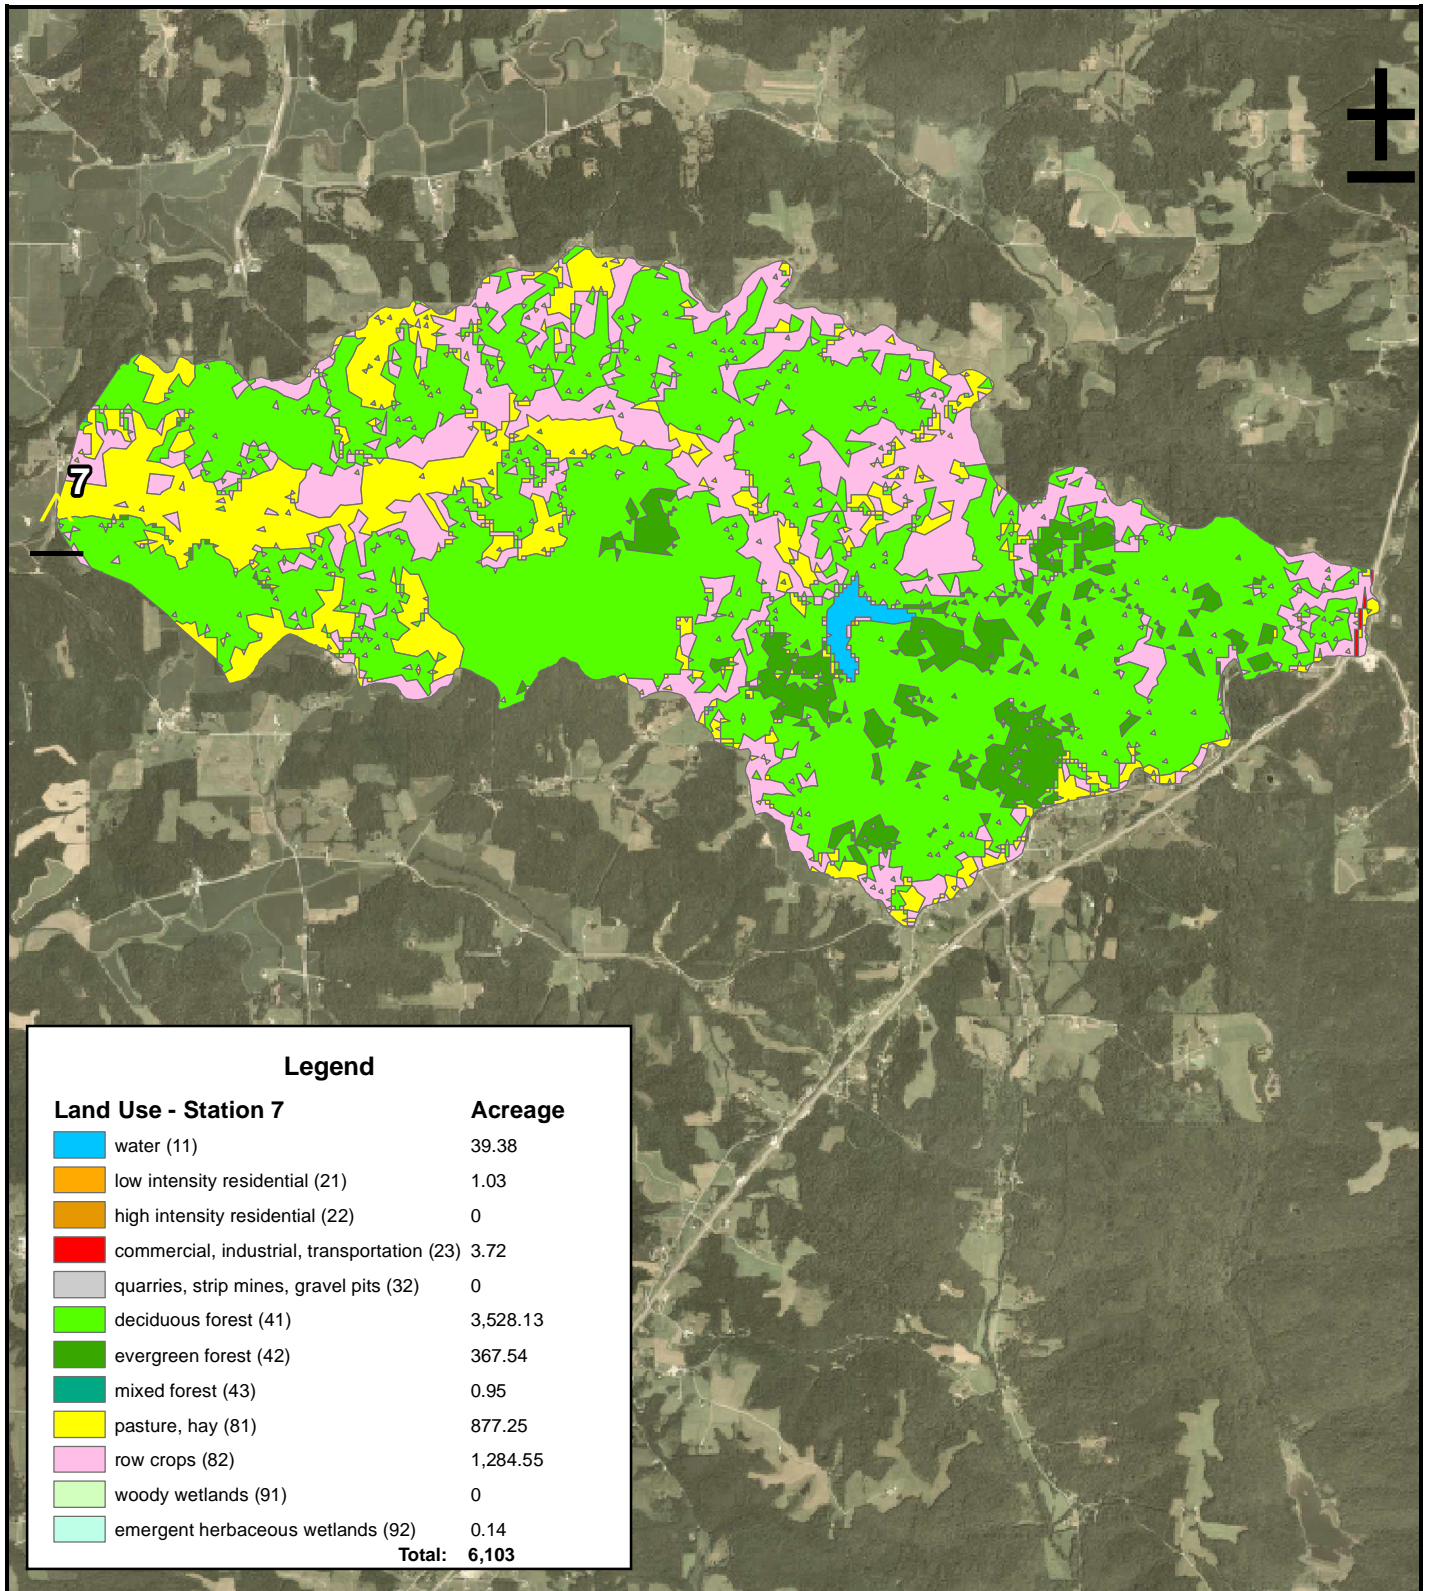 7
Legend
Land Use - Station 7 Acreage
water (11) 39.38
low intensity residential (21) 1.03
high intensity residential (22) 0
commercial, industrial, transportation (23) 3.72
quarries, strip mines, gravel pits (32) 0
deciduous forest (41) 3,528.13
evergreen forest (42) 367.54
mixed forest (43) 0.95
pasture, hay (81) 877.25
row crops (82) 1,284.55
woody wetlands (91) 0
emergent herbaceous wetlands (92) 0.14
Total: 6,103